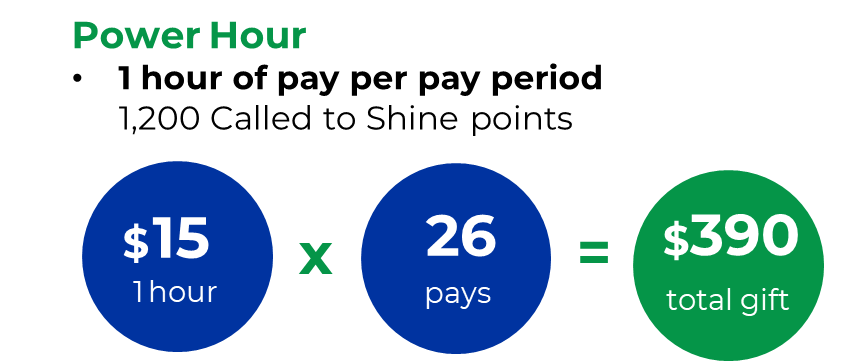 Power Hour
• 1 hour of pay per pay period
1,200 Called to Shine points
$15 x 26 = $390
1 hour pays total gift